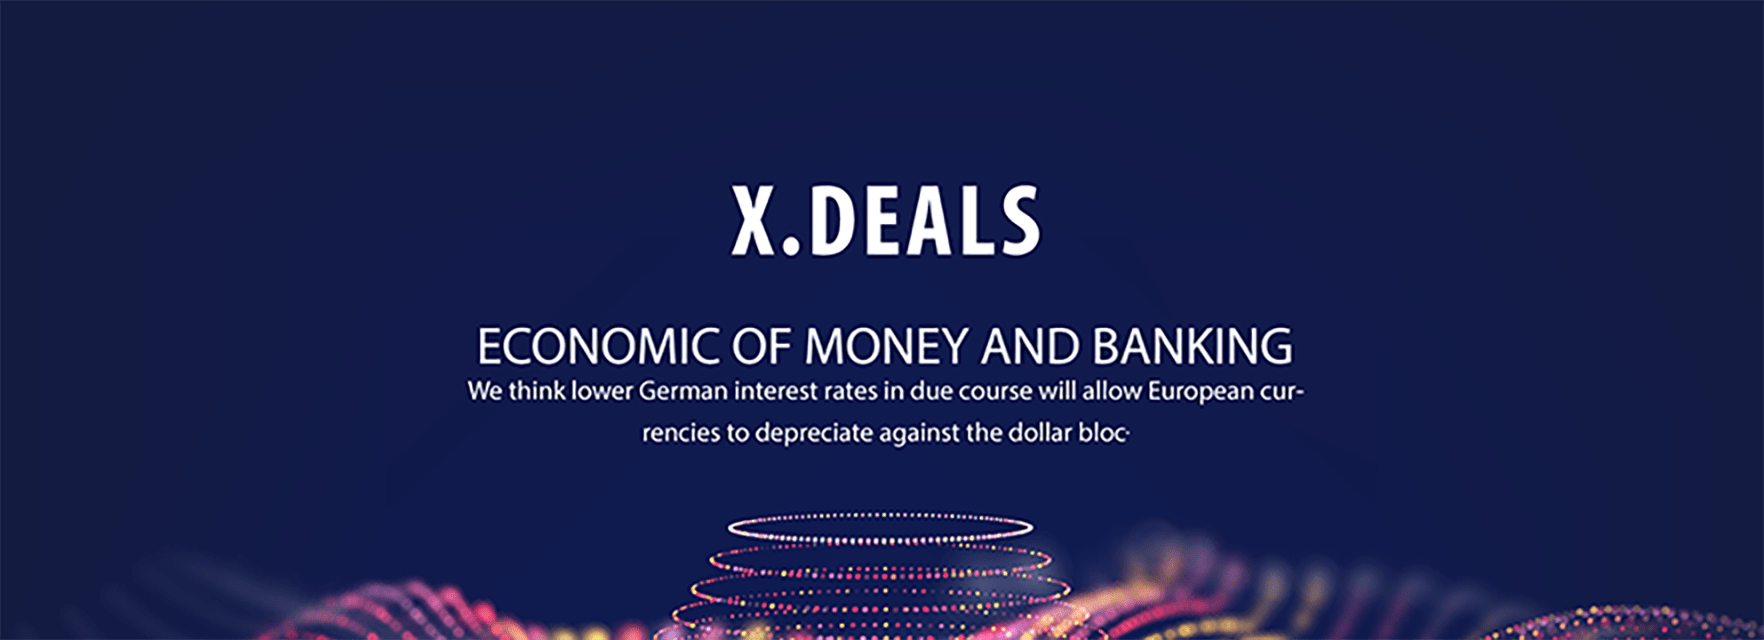 X.DEALS
ECONOMIC OF MONEY AND BANKING
We think lower German interest rates in due course will allow European cur-
rencies to depreciate against the dollar bloc·